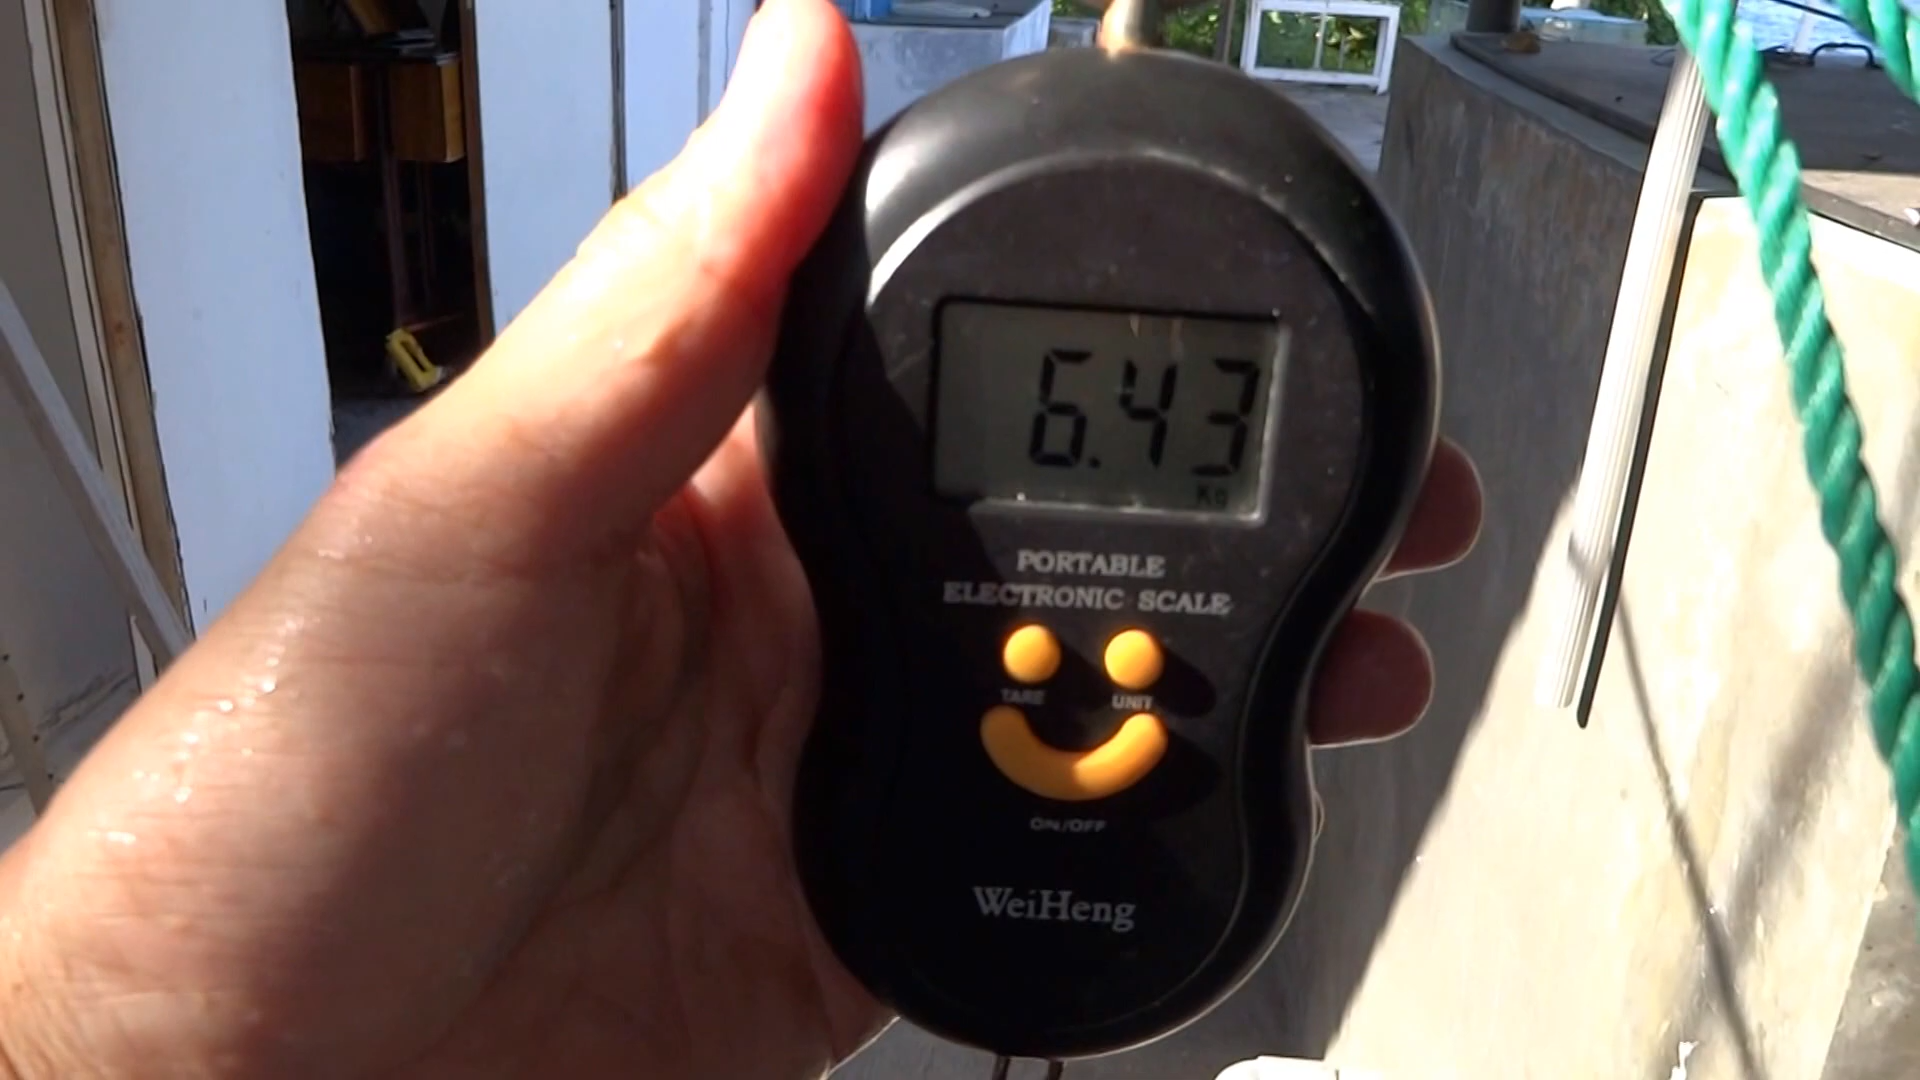 6.43
Kg
PORTABLE
ELECTRONIC SCALE
TARE UNIT
ON/OFF
WeiHeng